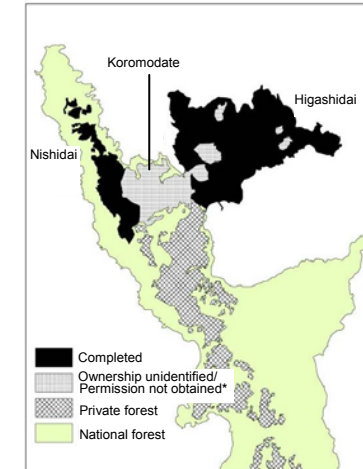 Koromodate
Higashidai
Nishidai
Completed
Ownership unidentified/
Permission not obtained*
Private forest
National forest